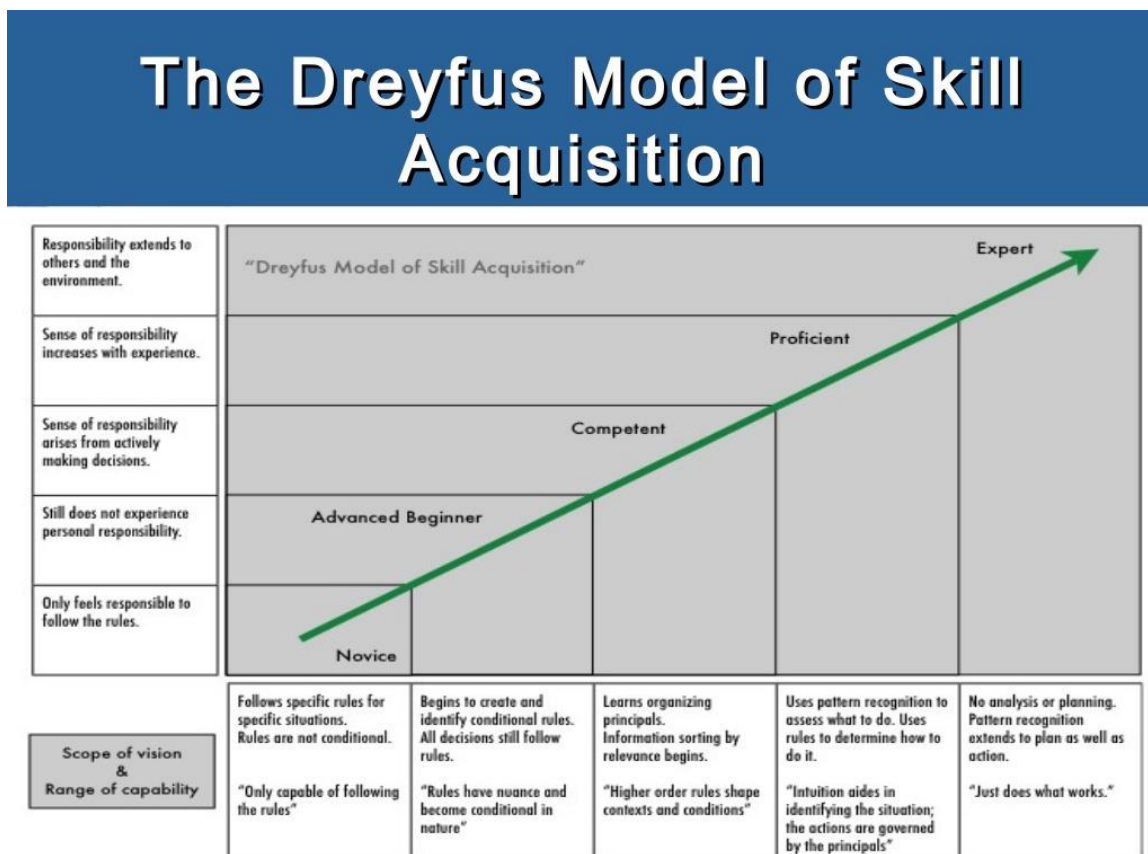 The Dreyfus Model of Skill
Acquisition
Responsibility extends to
others and the
environment.
"Dreyfus Model of Skill Acquisition"
Expert
Sense of responsibility
increases with experience.
Proficient
Sense of responsibility
arises from actively
making decisions.
Competent
Still does not experience
personal responsibility.
Advanced Beginner
Only feels responsible to
follow the rules.
Novice
Scope of vision
&
Range of capability
Follows specific rules for
specific situations.
Rules are not conditional.
"Only capable of following
the rules"
Begins to create and
identify conditional rules.
All decisions still follow
rules.
"Rules have nuance and
become conditional in
nature"
Learns organizing
principals.
Information sorting by
relevance begins.
"Higher order rules shape
contexts and conditions"
Uses pattern recognition to
assess what to do. Uses
rules to determine how to
do it.
"Intuition aides in
identifying the situation;
the actions are governed
by the principals"
No analysis or planning.
Pattern recognition
extends to plan as well as
action.
"Just does what works."